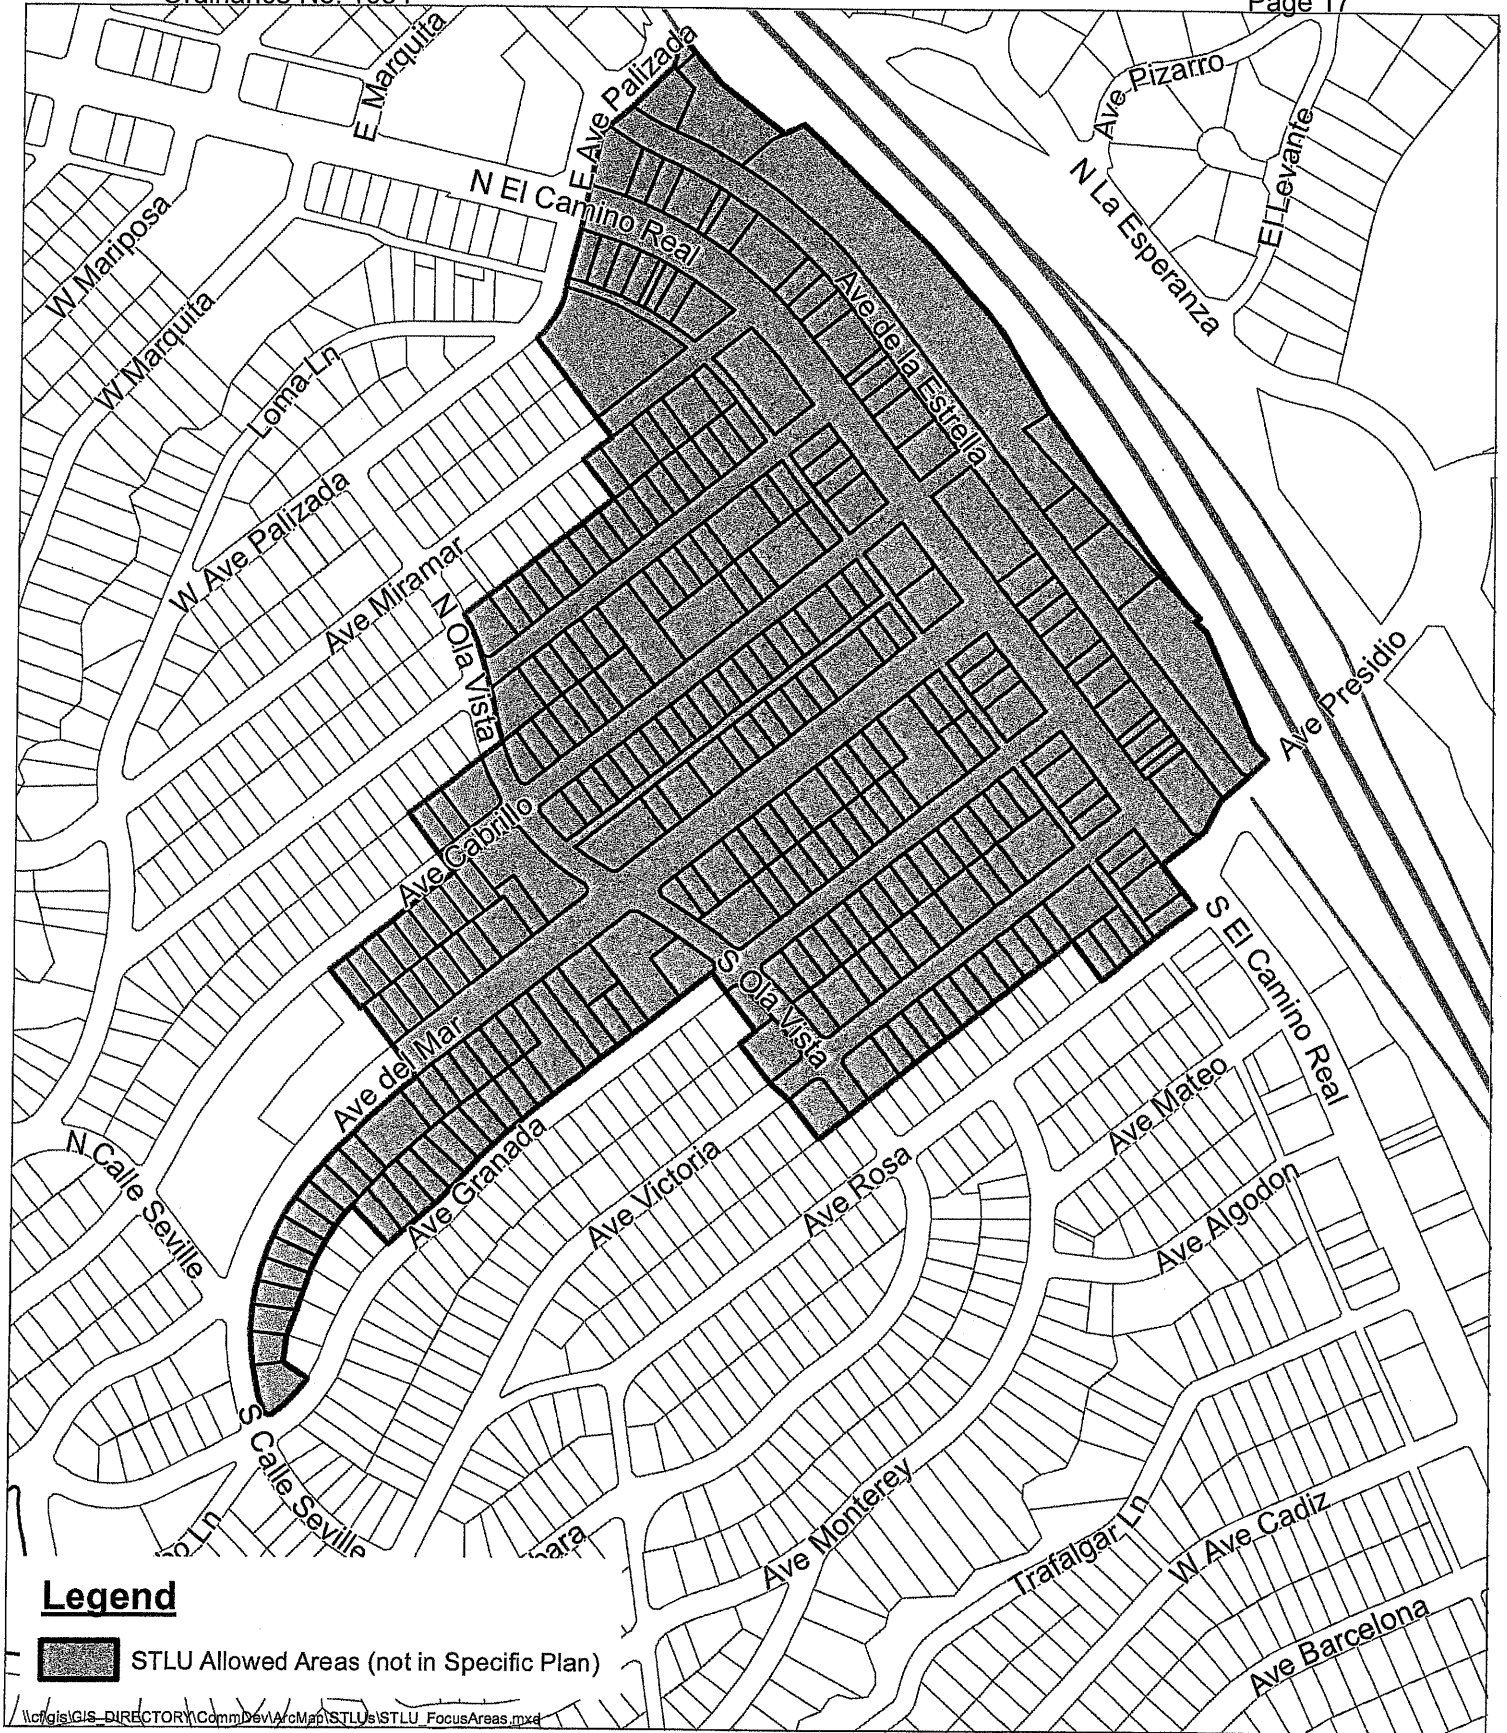 Page 17
E Marquita
E Ave Palizada
Ave Pizarro
El Levante
N La Esperanza
N El Camino Real
W Mariposa
W Marquita
Loma Ln
Ave de la Estrella
W Ave Palizada
Ave Miramar
N Ola Vista
Ave Presidio
Ave Cabrillo
S Ola Vista
S El Camino Real
Ave del Mar
Ave Mateo
N Calle Seville
Ave Granada
Ave Victoria
Ave Rosa
Ave Algodon
S Calle Seville
Ave Monterey
Trafalgar Ln
W Ave Cadiz
Ave Barcelona
Legend
STLU Allowed Areas (not in Specific Plan)
\\cf\gis\GIS_DIRECTORY\CommDev\ArcMap\STLUs\STLU_FocusAreas.mxd